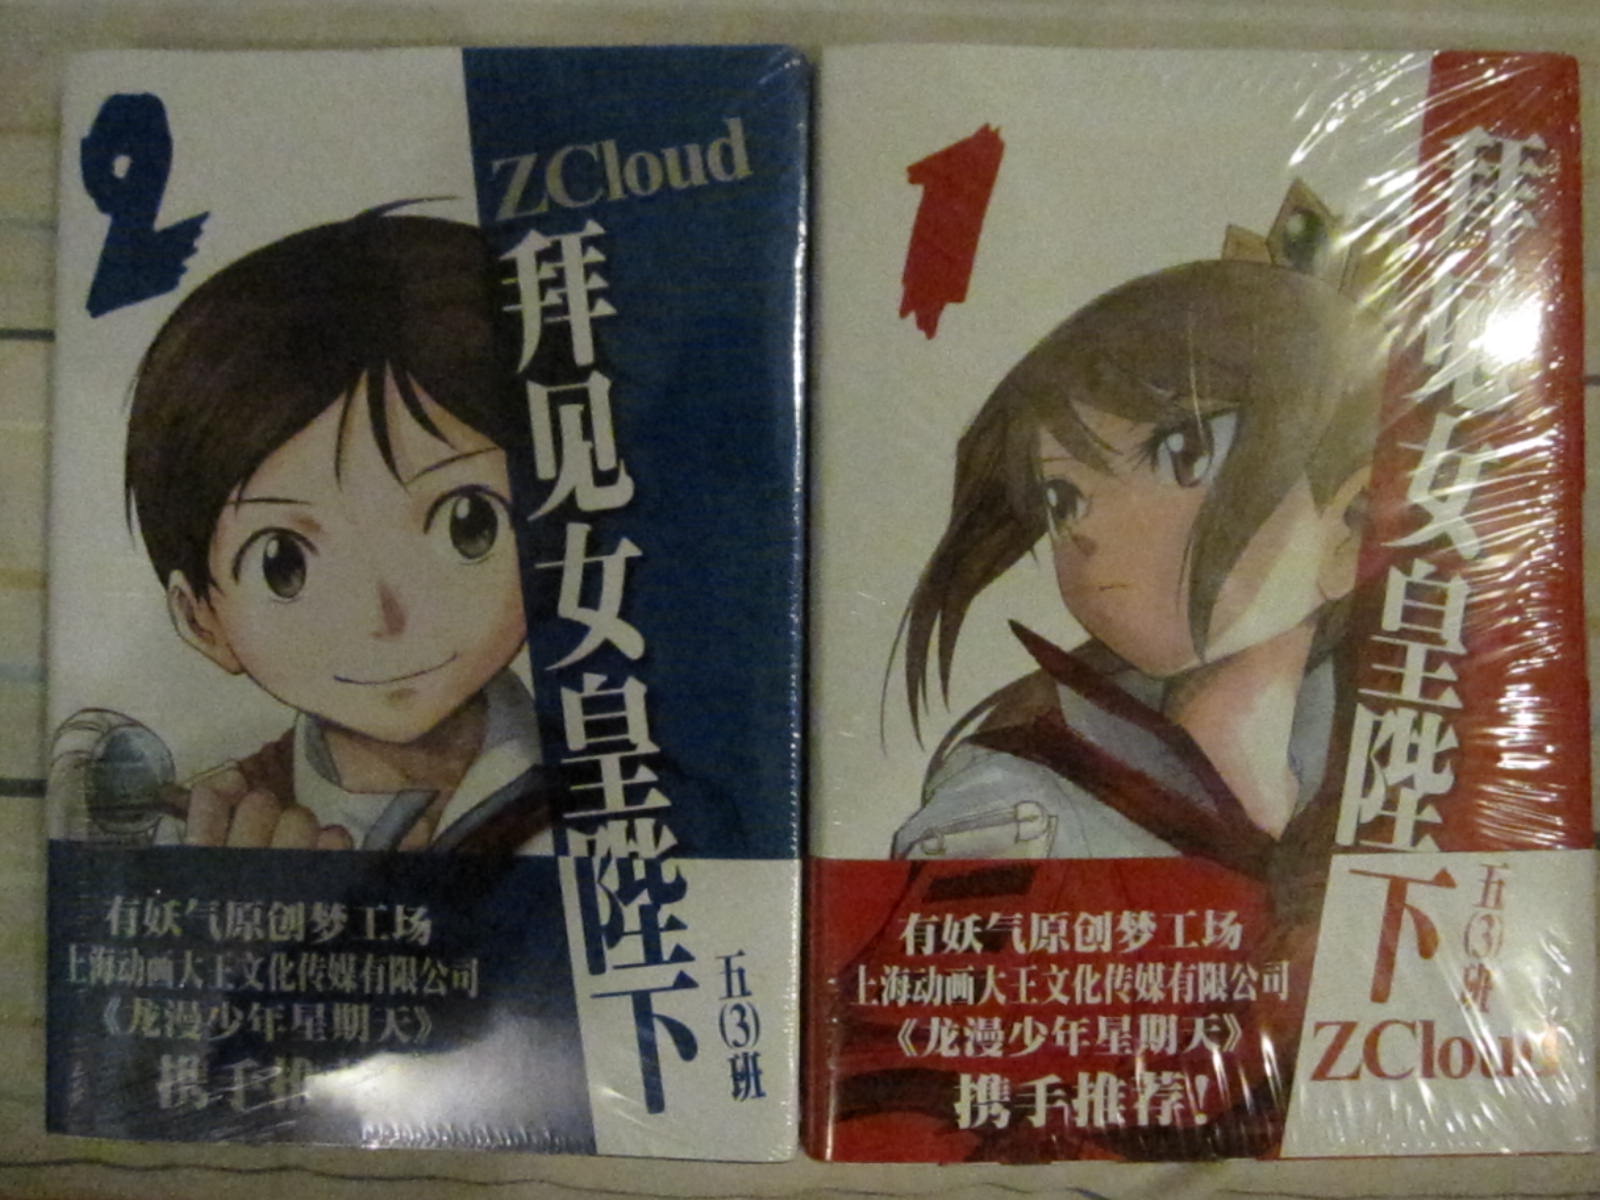 2
ZCloud
拜见女皇陛下
五(3)班
有妖气原创梦工场
上海动画大王文化传媒有限公司
《龙漫少年星期天》
携手推
1
拜见女皇陛下
五(3)班
ZCloud
有妖气原创梦工场
上海动画大王文化传媒有限公司
《龙漫少年星期天》
携手推荐!